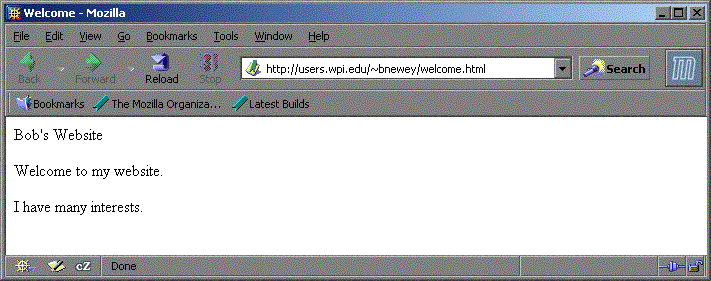 Welcome - Mozilla
File Edit View Go Bookmarks Tools Window Help
Back Forward Reload Stop http://users.wpi.edu/~bnewey/welcome.html Search m
Bookmarks The Mozilla Organiza... Latest Builds
Bob's Website
Welcome to my website.
I have many interests.
cZ Done